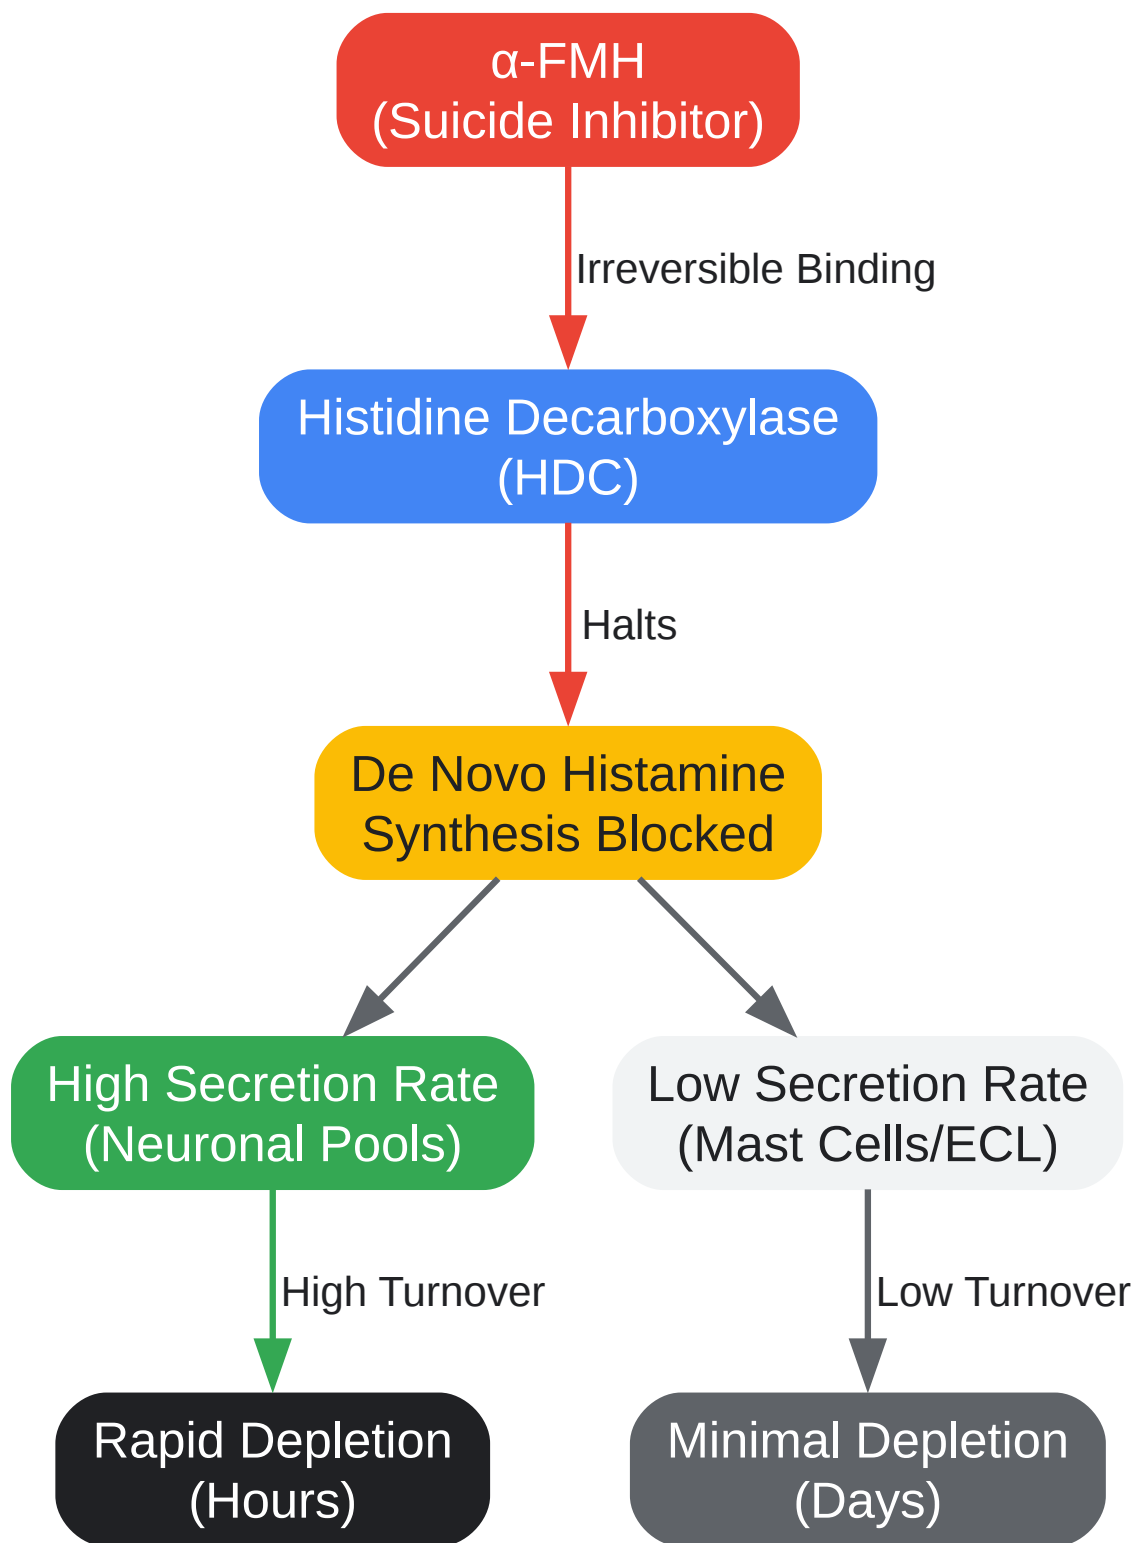 α-FMH
(Suicide Inhibitor)
Irreversible Binding
Histidine Decarboxylase
(HDC)
Halts
De Novo Histamine
Synthesis Blocked
High Secretion Rate
(Neuronal Pools)
Low Secretion Rate
(Mast Cells/ECL)
High Turnover
Low Turnover
Rapid Depletion
(Hours)
Minimal Depletion
(Days)